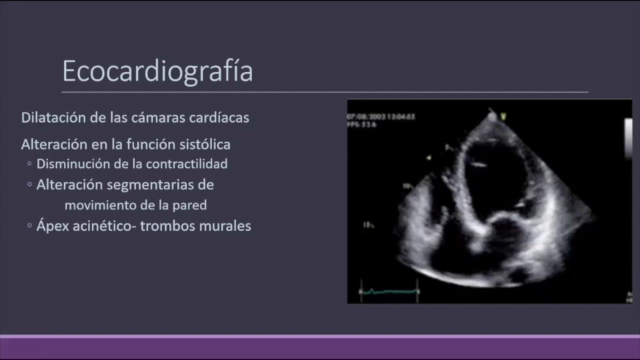 Ecocardiografía
Dilatación de las cámaras cardíacas
Alteración en la función sistólica
◦ Disminución de la contractilidad
◦ Alteración segmentarias de
movimiento de la pared
◦ Ápex acinético- trombos murales